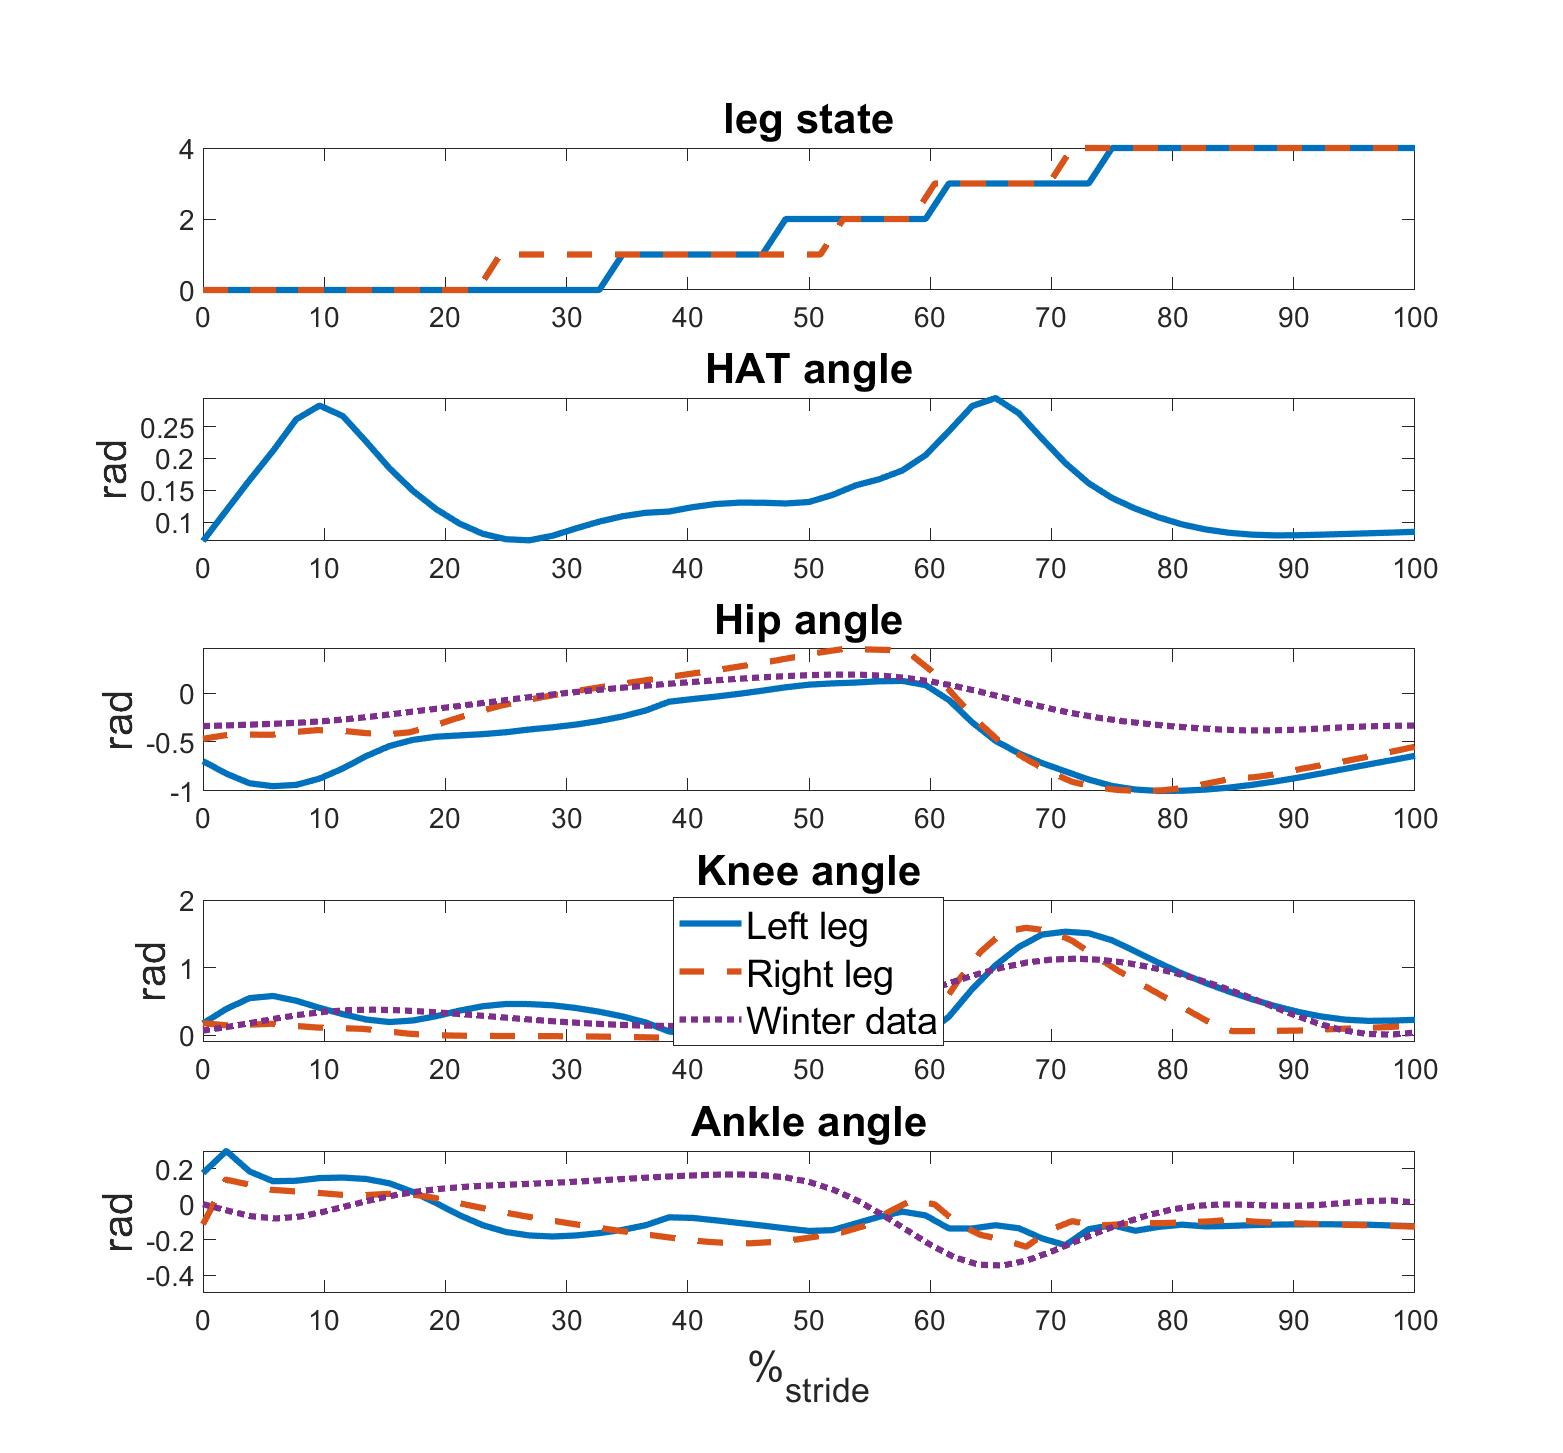 leg state
4
2
0
0 10 20 30 40 50 60 70 80 90 100
HAT angle
rad
0.25
0.2
0.15
0.1
0 10 20 30 40 50 60 70 80 90 100
Hip angle
rad
0
-0.5
-1
0 10 20 30 40 50 60 70 80 90 100
Knee angle
rad
2
1
0
Left leg
Right leg
Winter data
0 10 20 30 40 50 60 70 80 90 100
Ankle angle
rad
0.2
0
-0.2
-0.4
0 10 20 30 40 50 60 70 80 90 100
%stride